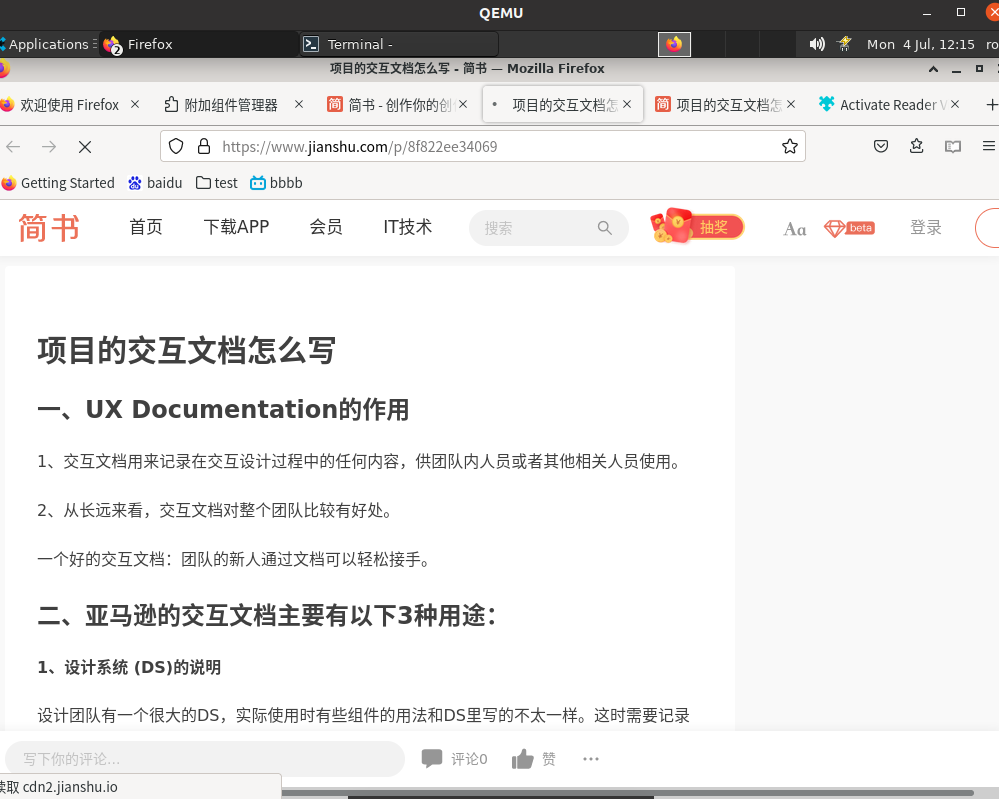 QEMU
Applications
2 Firefox
Terminal -
Mon 4 Jul, 12:15 ro
项目的交互文档怎么写 - 简书 — Mozilla Firefox
欢迎使用 Firefox
附加组件管理器
简 简书 - 创作你的创
项目的交互文档怎
简 项目的交互文档怎
Activate Reader V
https://www.jianshu.com/p/8f822ee34069
Getting Started
baidu
test
bbbb
简书
首页
下载APP
会员
IT技术
搜索
抽奖
Aa
beta
登录
项目的交互文档怎么写
一、UX Documentation的作用
1、交互文档用来记录在交互设计过程中的任何内容，供团队内人员或者其他相关人员使用。
2、从长远来看，交互文档对整个团队比较有好处。
一个好的交互文档：团队的新人通过文档可以轻松接手。
二、亚马逊的交互文档主要有以下3种用途：
1、设计系统 (DS)的说明
设计团队有一个很大的DS，实际使用时有些组件的用法和DS里写的不太一样。这时需要记录
写下你的评论...
评论0
赞
读取 cdn2.jianshu.io